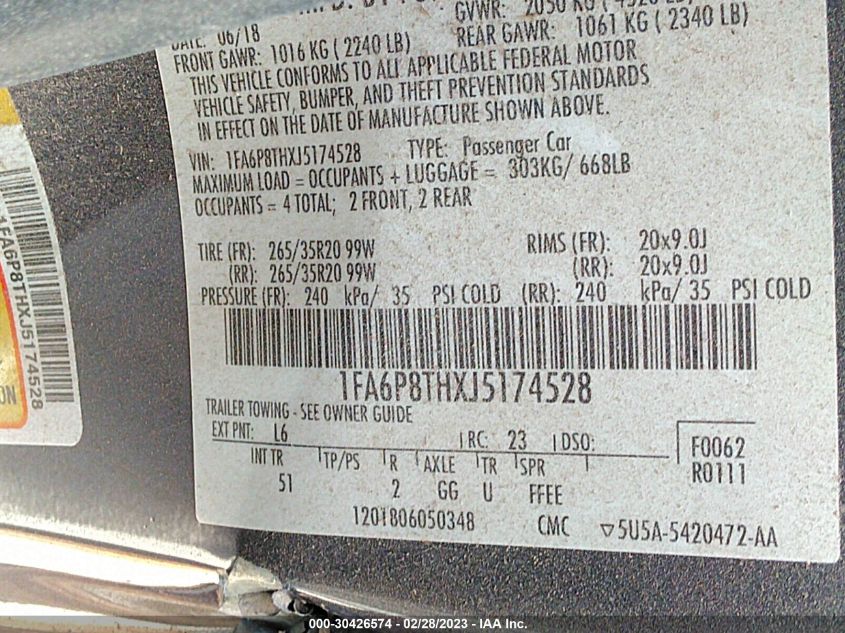 GVWR:
DATE: 06/18
FRONT GAWR: 1016 KG ( 2240 LB) REAR GAWR: 1061 KG ( 2340 LB)
THIS VEHICLE CONFORMS TO ALL APPLICABLE FEDERAL MOTOR
VEHICLE SAFETY, BUMPER, AND THEFT PREVENTION STANDARDS
IN EFFECT ON THE DATE OF MANUFACTURE SHOWN ABOVE.
VIN: 1FA6P8THXJ5174528 TYPE: Passenger Car
MAXIMUM LOAD = OCCUPANTS + LUGGAGE = 303KG/ 668LB
OCCUPANTS = 4 TOTAL; 2 FRONT, 2 REAR
TIRE (FR): 265/35R20 99W RIMS (FR): 20x9.0J
(RR): 265/35R20 99W (RR): 20x9.0J
PRESSURE (FR): 240 kPa/ 35 PSI COLD (RR): 240 kPa/ 35 PSI COLD
1FA6P8THXJ5174528
TRAILER TOWING - SEE OWNER GUIDE
EXT PNT: L6 RC: 23 DSO:
F0062
R0111
INT TR TP/PS R AXLE TR SPR
51 2 GG U FFEE
1201806050348 CMC ▽5U5A-5420472-AA
1FA6P8THXJ5174528
ON
000-30426574 - 02/28/2023 - IAA Inc.